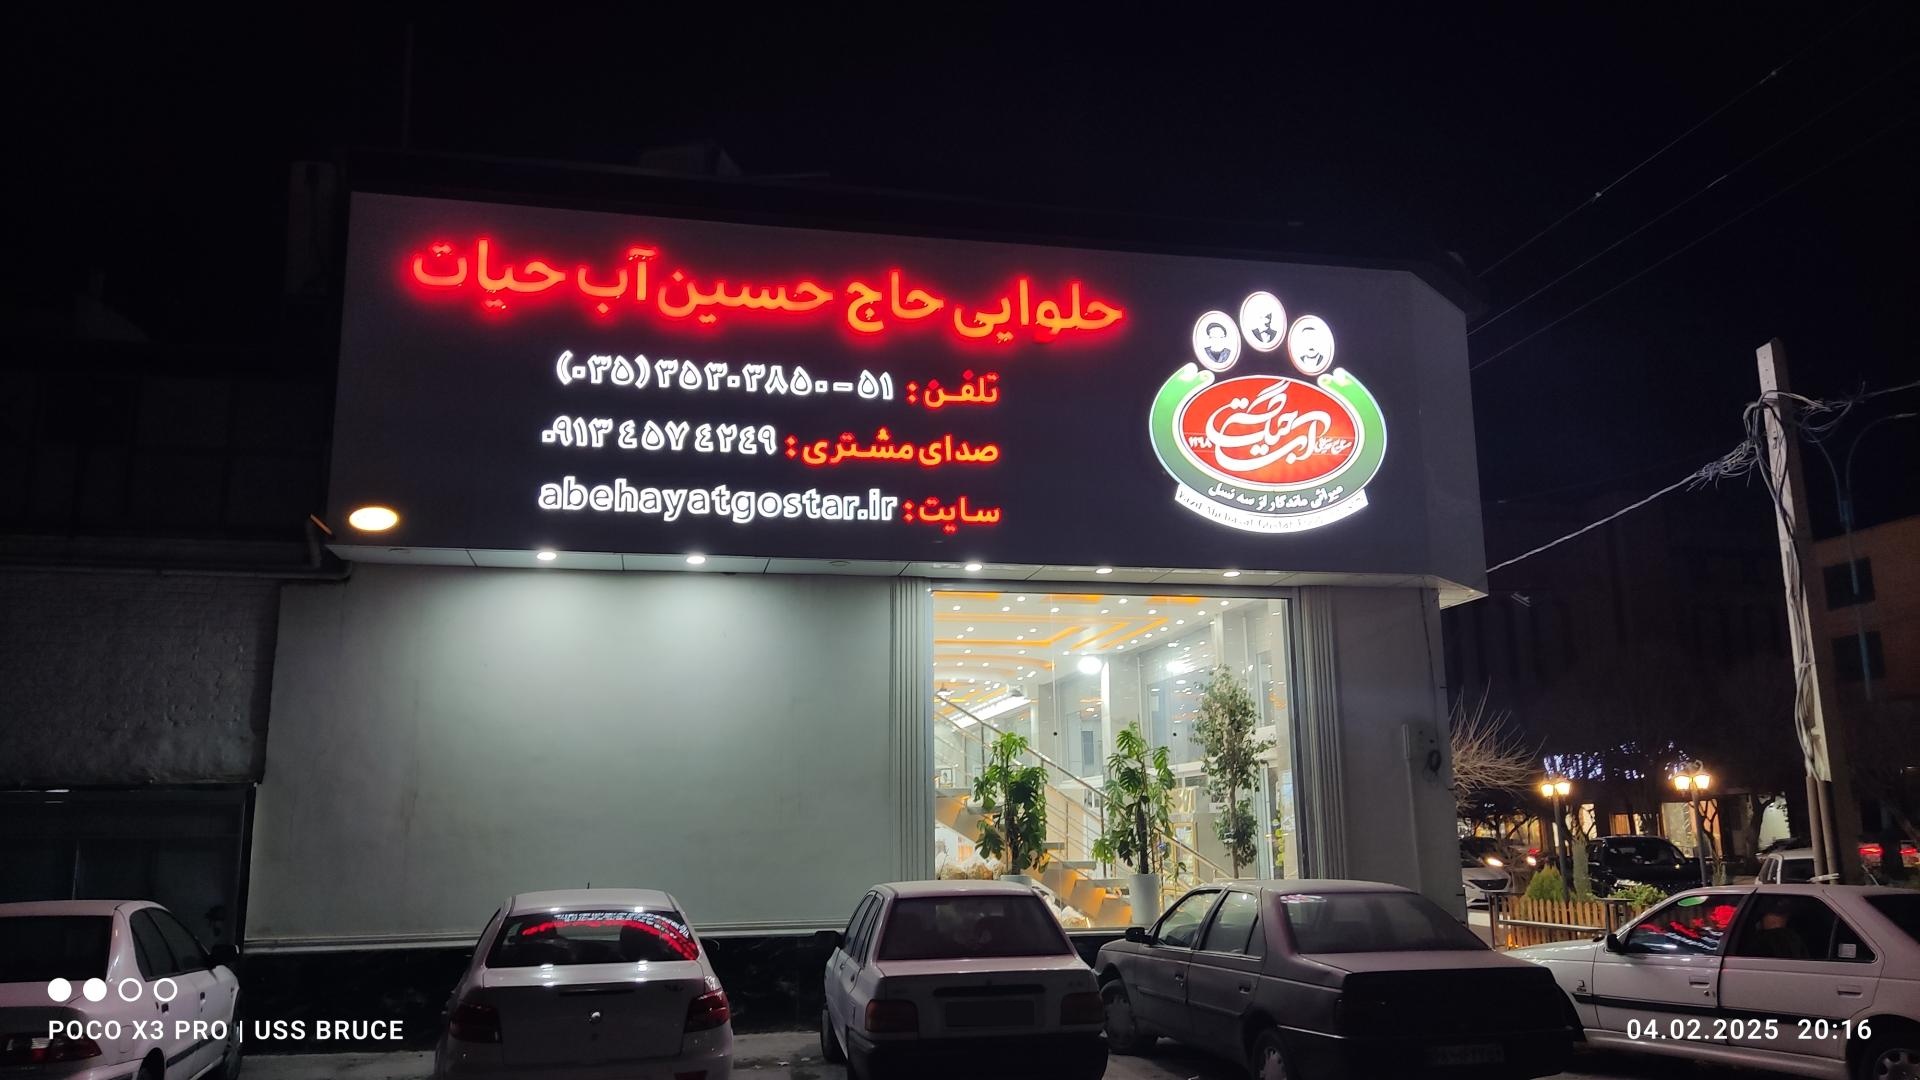 حلوایی حاج حسین آب حیات
تلفن: ۵۱-۳۵۳۰۳۸۵۰(۰۳۵)
صدای مشتری: ۰۹۱۳۴۵۷۴۲۴۹
سایت: abehayatgostar.ir
آب حیات
میراثی ماندگار از سه نسل
POCO X3 PRO | USS BRUCE
04.02.2025 20:16